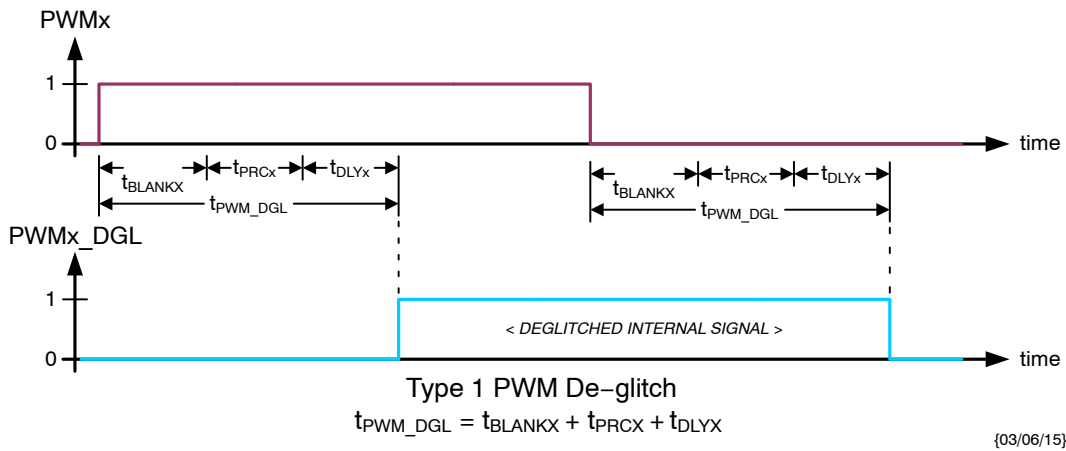 PWMx
1
0
time
tBLANKX tPRCx tDLYx tBLANKX tPRCx tDLYx
tPWM_DGL tPWM_DGL
PWMx_DGL
1
< DEGLITCHED INTERNAL SIGNAL >
0
time
Type 1 PWM De−glitch
tPWM_DGL = tBLANKX + tPRCX + tDLYX
{03/06/15}